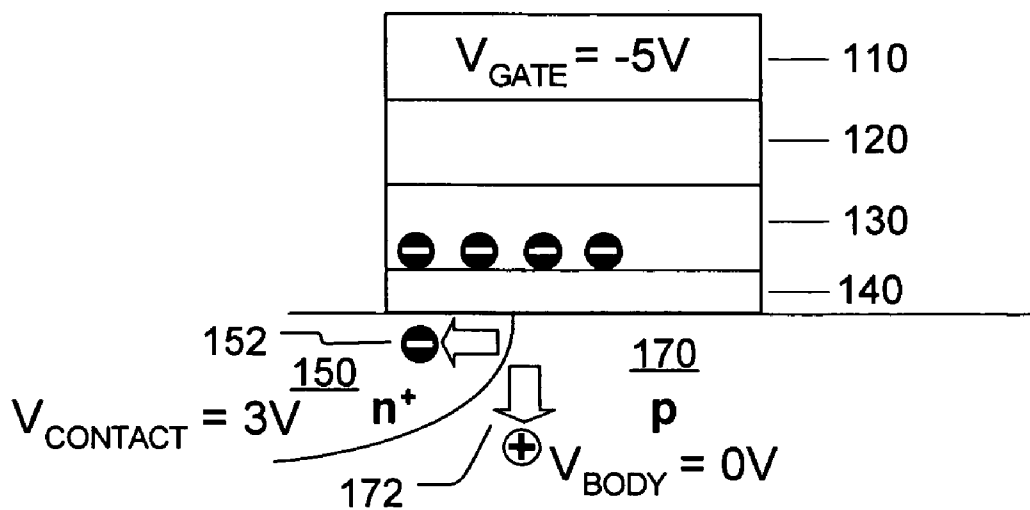 V_GATE = -5V
110
120
130
140
152
150
170
n⁺
p
V_CONTACT = 3V
172
V_BODY = 0V